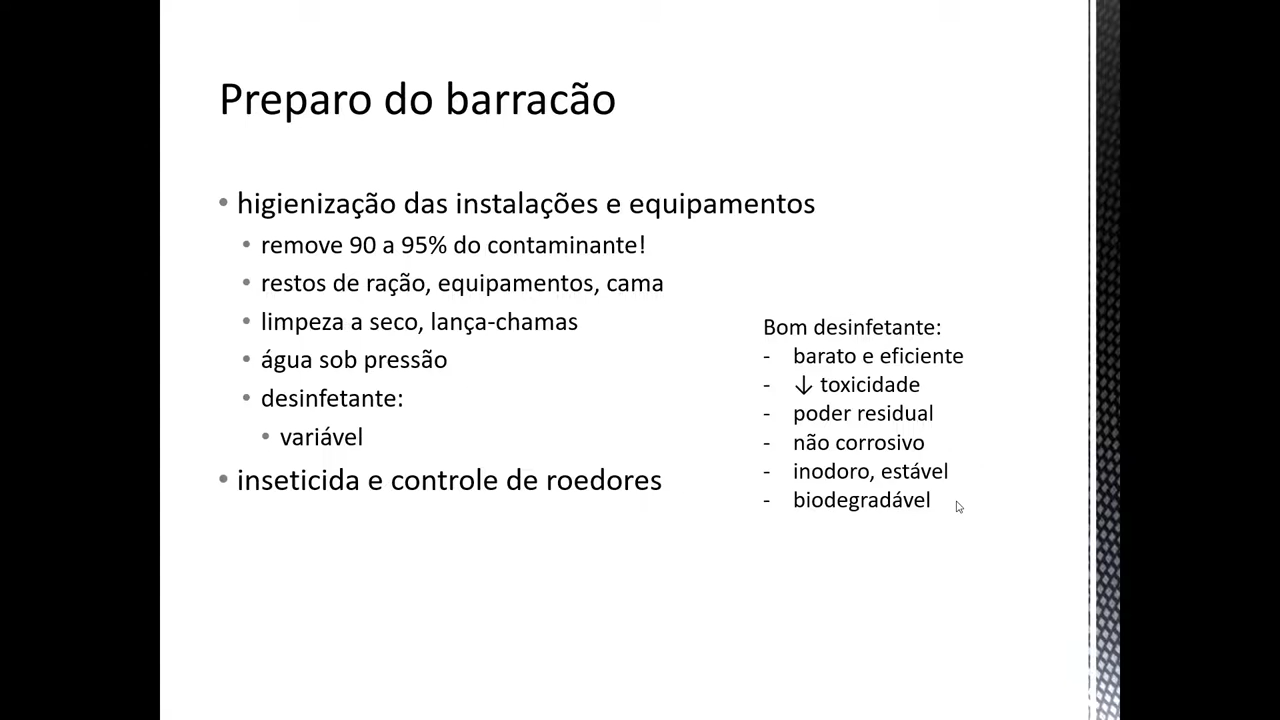 Preparo do barracão
• higienização das instalações e equipamentos
• remove 90 a 95% do contaminante!
• restos de ração, equipamentos, cama
• limpeza a seco, lança-chamas
• água sob pressão
• desinfetante:
• variável
• inseticida e controle de roedores
Bom desinfetante:
- barato e eficiente
- ↓ toxicidade
- poder residual
- não corrosivo
- inodoro, estável
- biodegradável